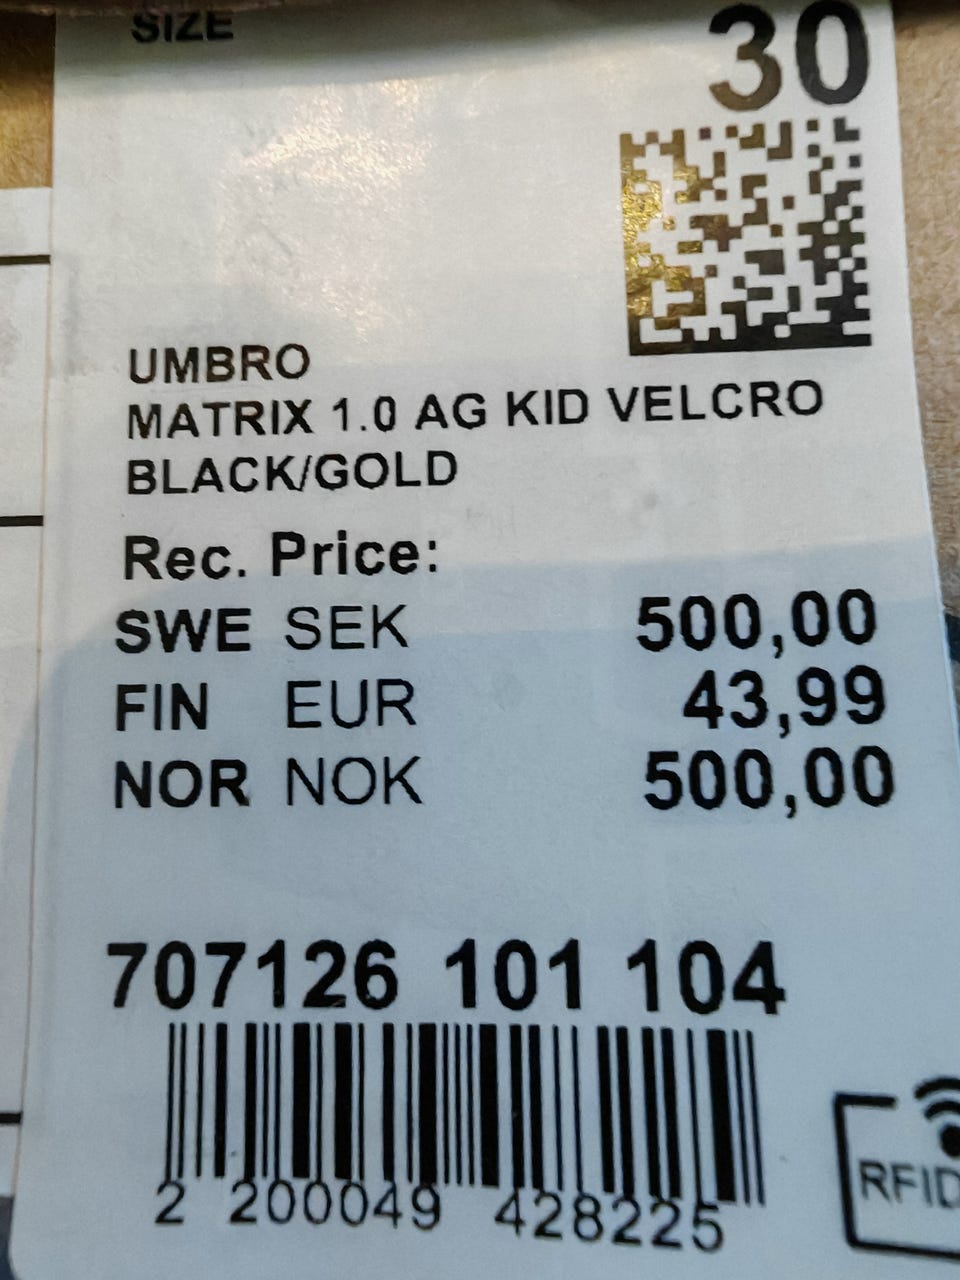 SIZE 30
UMBRO
MATRIX 1.0 AG KID VELCRO
BLACK/GOLD
Rec. Price:
SWE SEK 500,00
FIN EUR 43,99
NOR NOK 500,00
707126 101 104
2 200049 428225
RFID